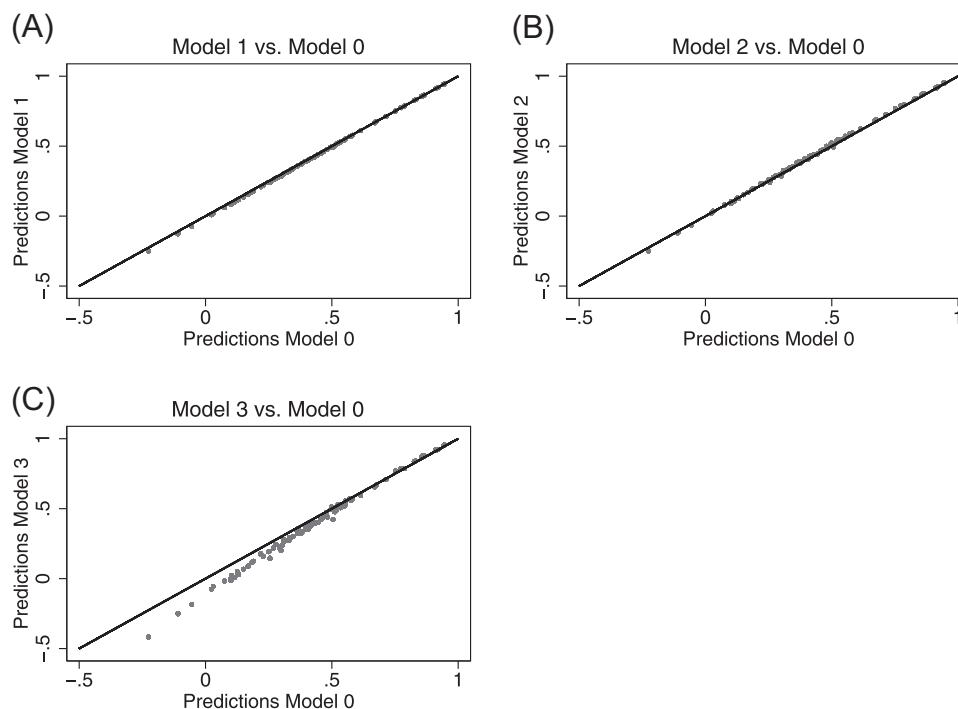 (A)
Model 1 vs. Model 0
Predictions Model 1
1
.5
0
-.5
-.5 0 .5 1
Predictions Model 0
(B)
Model 2 vs. Model 0
Predictions Model 2
1
.5
0
-.5
-.5 0 .5 1
Predictions Model 0
(C)
Model 3 vs. Model 0
Predictions Model 3
1
.5
0
-.5
-.5 0 .5 1
Predictions Model 0